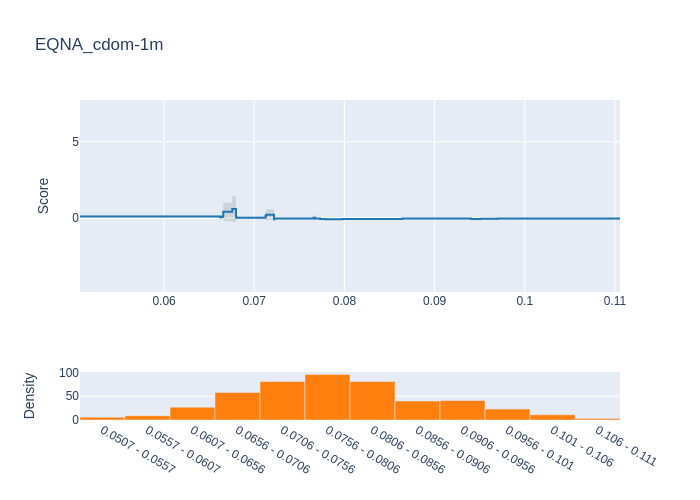 EQNA_cdom-1m
Score
5
0
0.06 0.07 0.08 0.09 0.1 0.11
Density
100
50
0
0.0507 - 0.0557
0.0557 - 0.0607
0.0607 - 0.0656
0.0656 - 0.0706
0.0706 - 0.0756
0.0756 - 0.0806
0.0806 - 0.0856
0.0856 - 0.0906
0.0906 - 0.0956
0.0956 - 0.101
0.101 - 0.106
0.106 - 0.111